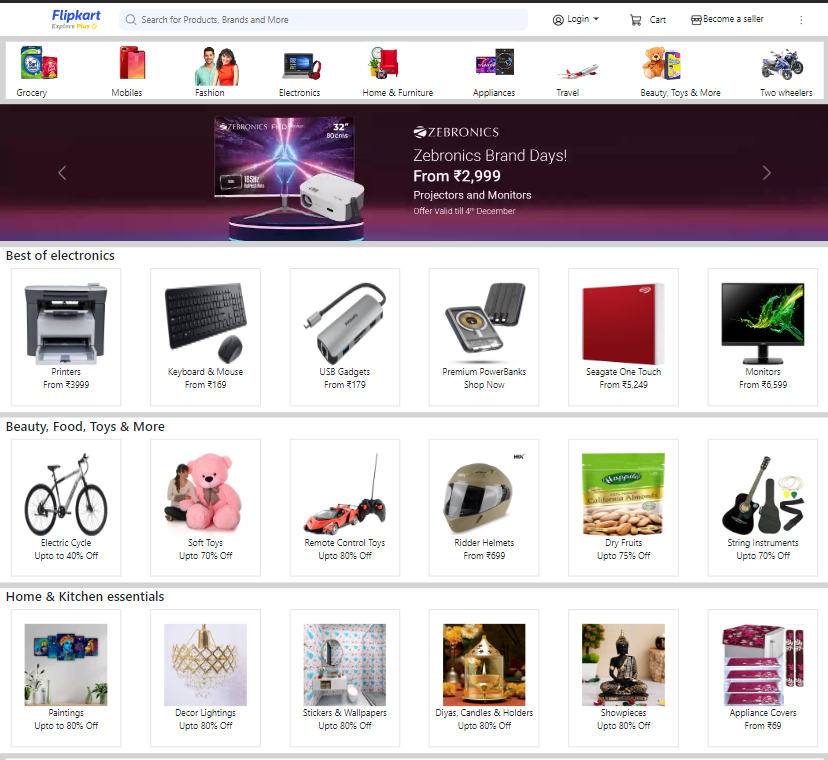 Flipkart
Explore Plus
Search for Products, Brands and More
Login
Cart
Become a seller
Grocery
Mobiles
Fashion
Electronics
Home & Furniture
Appliances
Travel
Beauty, Toys & More
Two wheelers
ZEBRONICS FHD
32"
80cms
165Hz
ZEBRONICS
Zebronics Brand Days!
From ₹2,999
Projectors and Monitors
Offer Valid till 4th December
Best of electronics
Printers
From ₹3999
Keyboard & Mouse
From ₹169
USB Gadgets
From ₹179
Premium PowerBanks
Shop Now
Seagate One Touch
From ₹5,249
Monitors
From ₹6,599
Beauty, Food, Toys & More
Electric Cycle
Upto to 40% Off
Soft Toys
Upto 70% Off
Remote Control Toys
Upto 80% Off
Ridder Helmets
From ₹699
Happilo
California Almonds
Dry Fruits
Upto 75% Off
String Instruments
Upto 70% Off
Home & Kitchen essentials
Paintings
Upto to 80% Off
Decor Lightings
Upto 80% Off
Stickers & Wallpapers
Upto 80% Off
Diyas, Candles & Holders
Upto 80% Off
Showpieces
Upto 80% Off
Appliance Covers
From ₹69